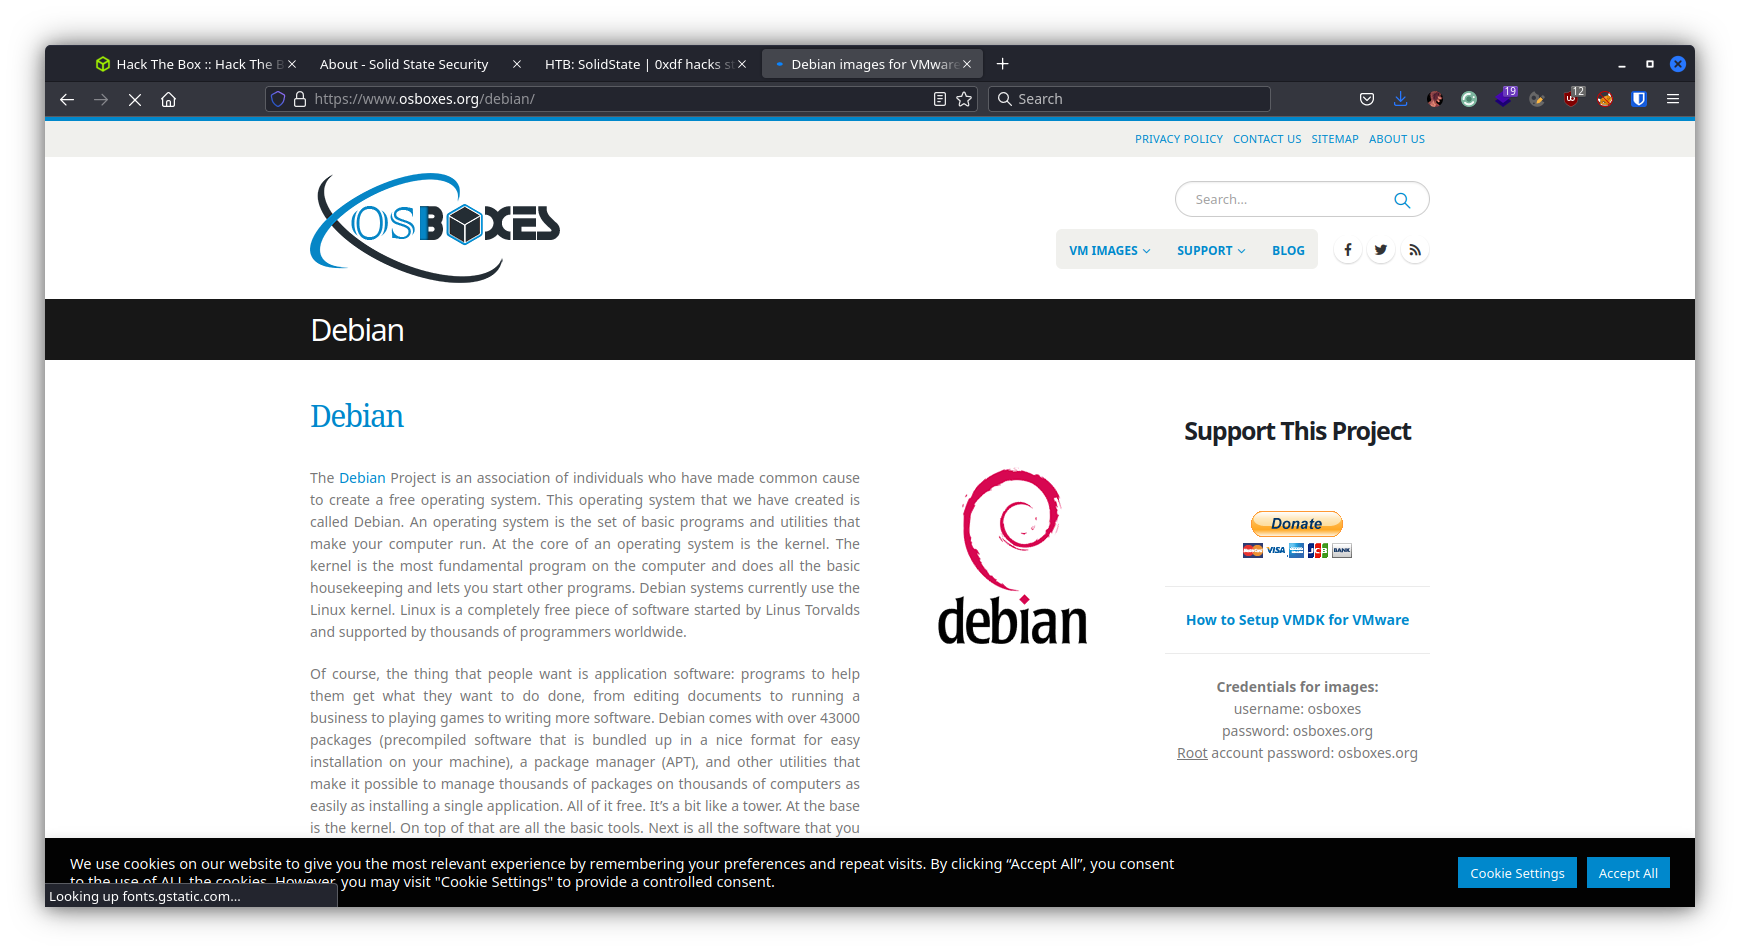 Hack The Box :: Hack The B
About - Solid State Security
HTB: SolidState | 0xdf hacks st
Debian images for VMware
https://www.osboxes.org/debian/
Search
19
12
PRIVACY POLICY CONTACT US SITEMAP ABOUT US
OSBOXES
Search...
VM IMAGES SUPPORT BLOG
Debian
Debian
The Debian Project is an association of individuals who have made common cause
to create a free operating system. This operating system that we have created is
called Debian. An operating system is the set of basic programs and utilities that
make your computer run. At the core of an operating system is the kernel. The
kernel is the most fundamental program on the computer and does all the basic
housekeeping and lets you start other programs. Debian systems currently use the
Linux kernel. Linux is a completely free piece of software started by Linus Torvalds
and supported by thousands of programmers worldwide.
Of course, the thing that people want is application software: programs to help
them get what they want to do done, from editing documents to running a
business to playing games to writing more software. Debian comes with over 43000
packages (precompiled software that is bundled up in a nice format for easy
installation on your machine), a package manager (APT), and other utilities that
make it possible to manage thousands of packages on thousands of computers as
easily as installing a single application. All of it free. It’s a bit like a tower. At the base
is the kernel. On top of that are all the basic tools. Next is all the software that you
debian
Support This Project
Donate
MasterCard VISA JCB BANK
How to Setup VMDK for VMware
Credentials for images:
username: osboxes
password: osboxes.org
Root account password: osboxes.org
We use cookies on our website to give you the most relevant experience by remembering your preferences and repeat visits. By clicking “Accept All”, you consent
to the use of ALL the cookies. However, you may visit "Cookie Settings" to provide a controlled consent.
Cookie Settings
Accept All
Looking up fonts.gstatic.com...